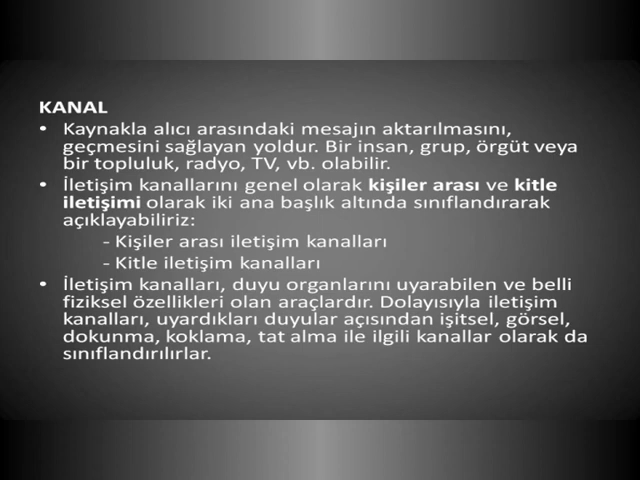 KANAL
• Kaynakla alıcı arasındaki mesajın aktarılmasını,
geçmesini sağlayan yoldur. Bir insan, grup, örgüt veya
bir topluluk, radyo, TV, vb. olabilir.
• İletişim kanallarını genel olarak kişiler arası ve kitle
iletişimi olarak iki ana başlık altında sınıflandırarak
açıklayabiliriz:
- Kişiler arası iletişim kanalları
- Kitle iletişim kanalları
• İletişim kanalları, duyu organlarını uyarabilen ve belli
fiziksel özellikleri olan araçlardır. Dolayısıyla iletişim
kanalları, uyardıkları duyular açısından işitsel, görsel,
dokunma, koklama, tat alma ile ilgili kanallar olarak da
sınıflandırılırlar.